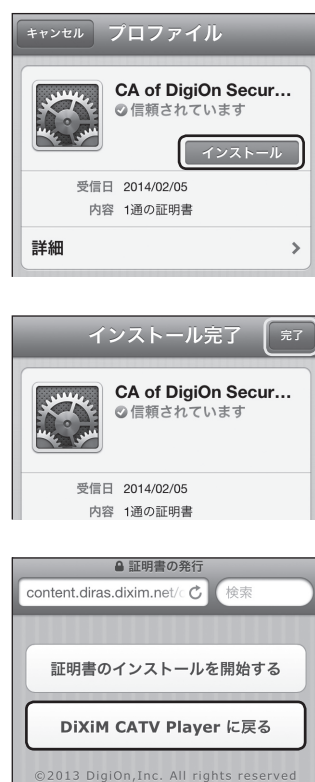 キャンセル プロファイル
CA of DigiOn Secur...
信頼されています
インストール
受信日 2014/02/05
内容 1通の証明書
詳細
インストール完了 完了
CA of DigiOn Secur...
信頼されています
受信日 2014/02/05
内容 1通の証明書
証明書の発行
content.diras.dixim.net/ 検索
証明書のインストールを開始する
DiXiM CATV Player に戻る
©2013 DigiOn,Inc. All rights reserved